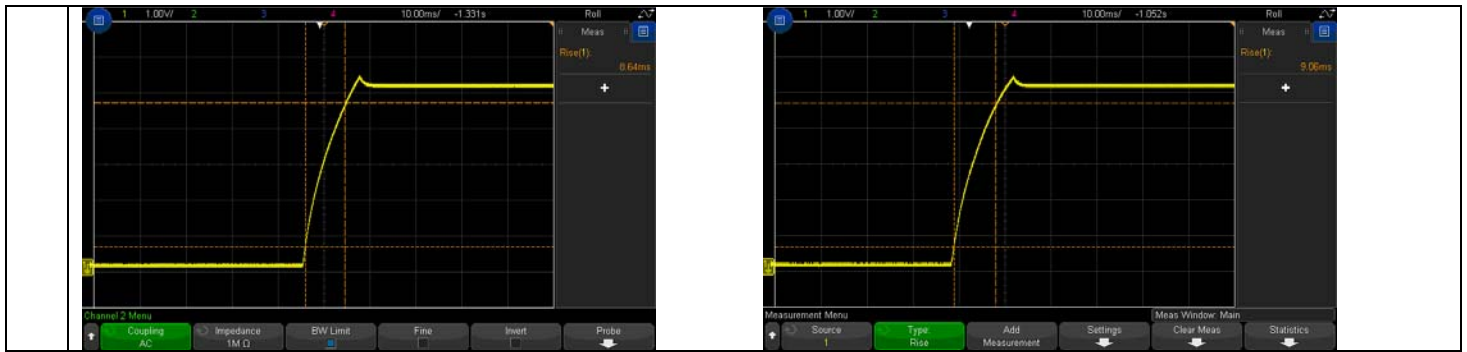 1 1.00V/ 2 3 4 10.00ms/ -1.331s Roll
Meas
Rise(1):
8.64ms
+
Channel 2 Menu
Coupling
AC
Impedance
1M Ω
BW Limit
Fine
Invert
Probe
1 1.00V/ 2 3 4 10.00ms/ -1.052s Roll
Meas
Rise(1):
9.06ms
+
Measurement Menu
Meas Window: Main
Source
1
Type:
Rise
Add
Measurement
Settings
Clear Meas
Statistics